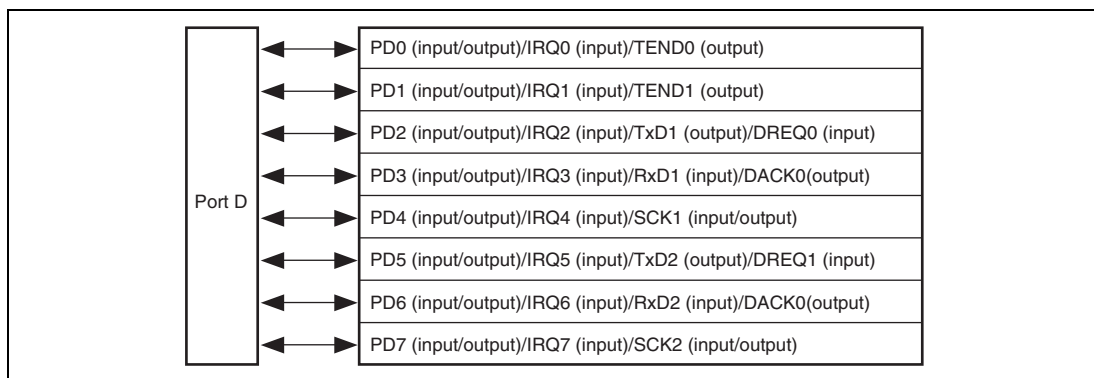 Port D
PD0 (input/output)/IRQ0 (input)/TEND0 (output)
PD1 (input/output)/IRQ1 (input)/TEND1 (output)
PD2 (input/output)/IRQ2 (input)/TxD1 (output)/DREQ0 (input)
PD3 (input/output)/IRQ3 (input)/RxD1 (input)/DACK0(output)
PD4 (input/output)/IRQ4 (input)/SCK1 (input/output)
PD5 (input/output)/IRQ5 (input)/TxD2 (output)/DREQ1 (input)
PD6 (input/output)/IRQ6 (input)/RxD2 (input)/DACK0(output)
PD7 (input/output)/IRQ7 (input)/SCK2 (input/output)